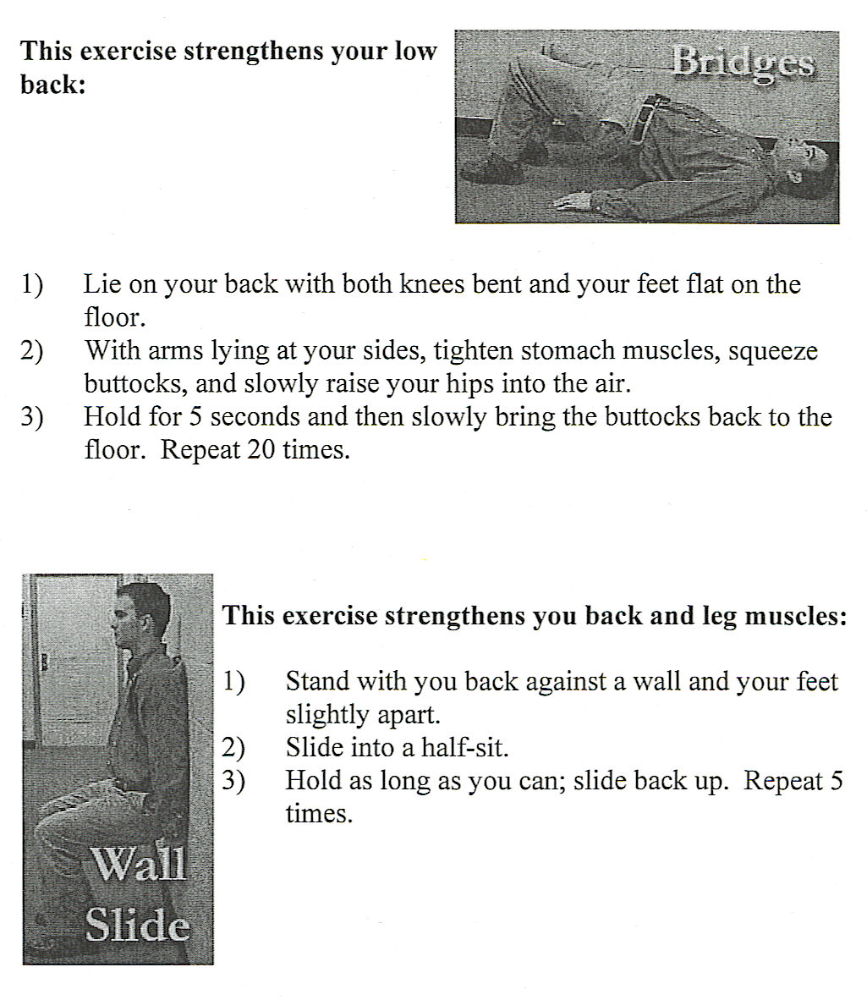 This exercise strengthens your low
back:
Bridges
1) Lie on your back with both knees bent and your feet flat on the
floor.
2) With arms lying at your sides, tighten stomach muscles, squeeze
buttocks, and slowly raise your hips into the air.
3) Hold for 5 seconds and then slowly bring the buttocks back to the
floor.  Repeat 20 times.
This exercise strengthens you back and leg muscles:
1) Stand with you back against a wall and your feet
slightly apart.
2) Slide into a half-sit.
3) Hold as long as you can; slide back up.  Repeat 5
times.
Wall
Slide